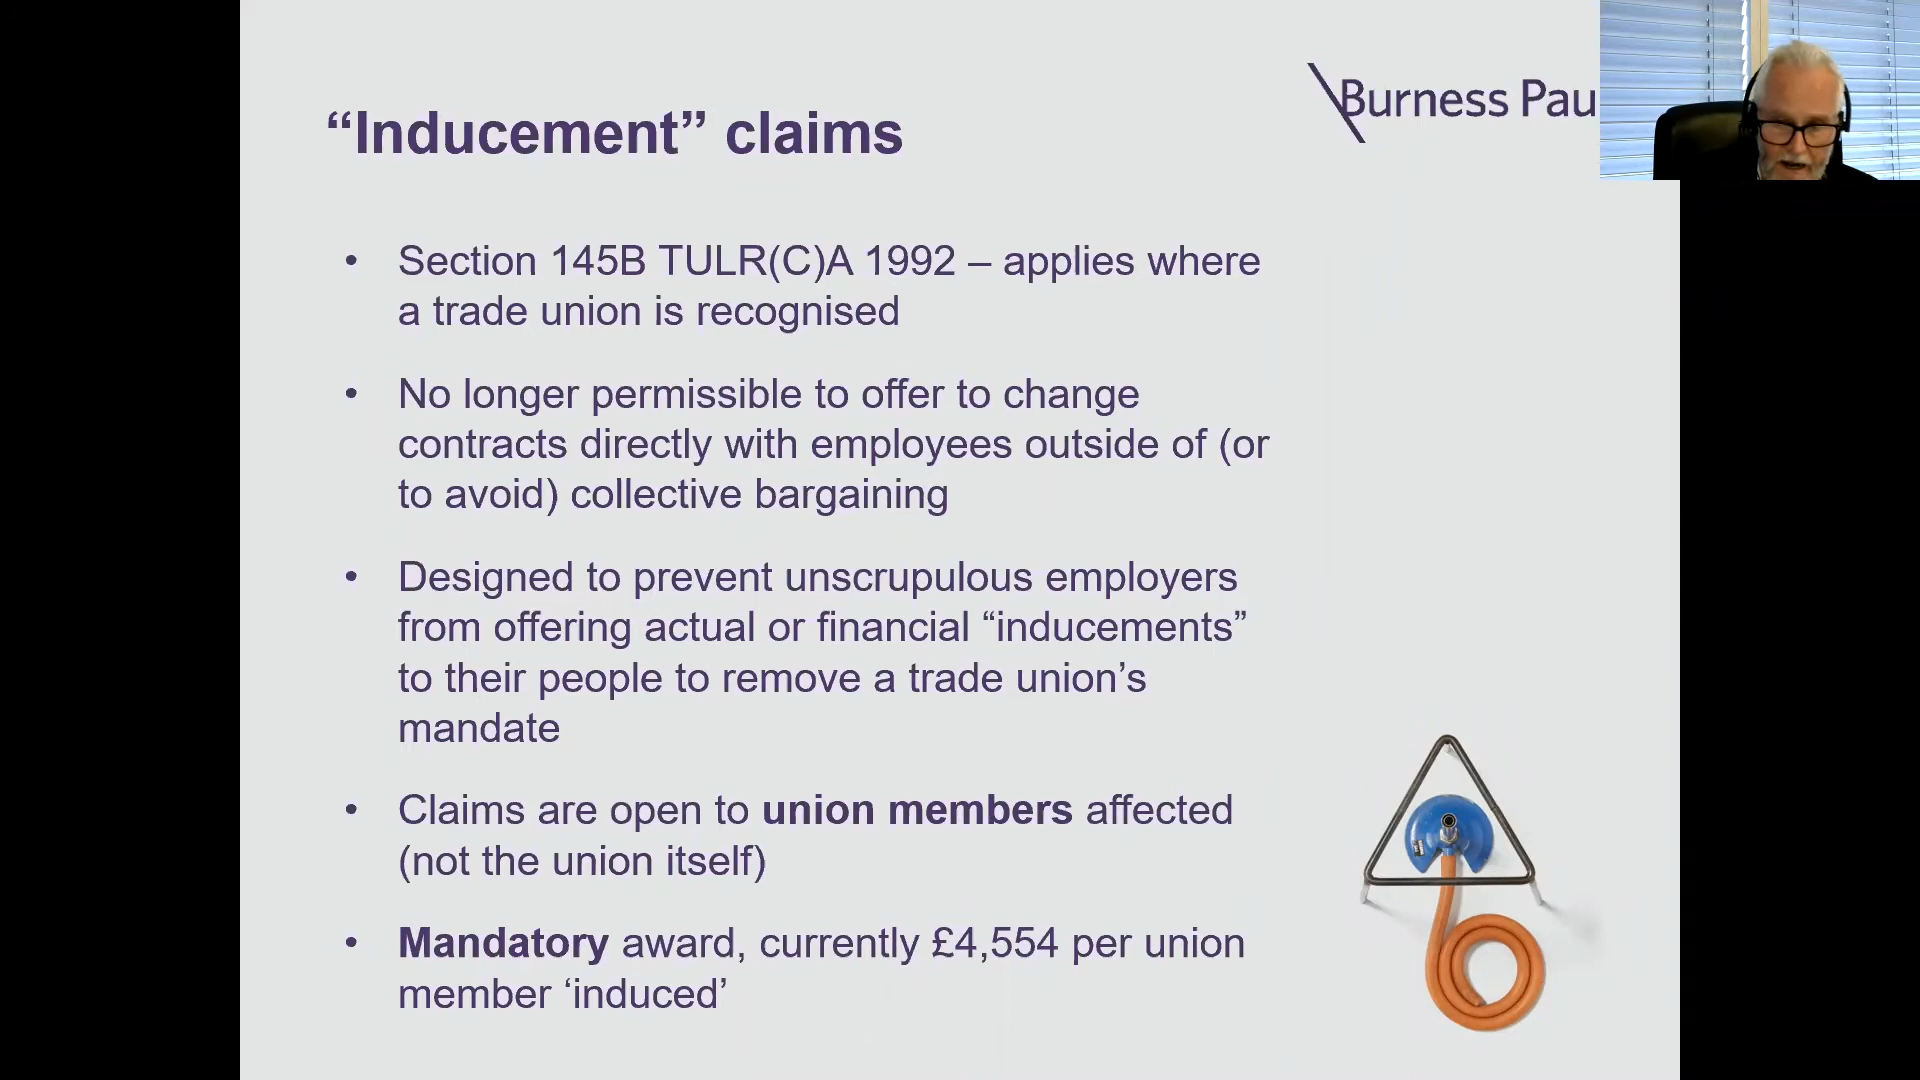 Burness Pau
“Inducement” claims
• Section 145B TULR(C)A 1992 – applies where
a trade union is recognised
• No longer permissible to offer to change
contracts directly with employees outside of (or
to avoid) collective bargaining
• Designed to prevent unscrupulous employers
from offering actual or financial “inducements”
to their people to remove a trade union’s
mandate
• Claims are open to union members affected
(not the union itself)
• Mandatory award, currently £4,554 per union
member ‘induced’